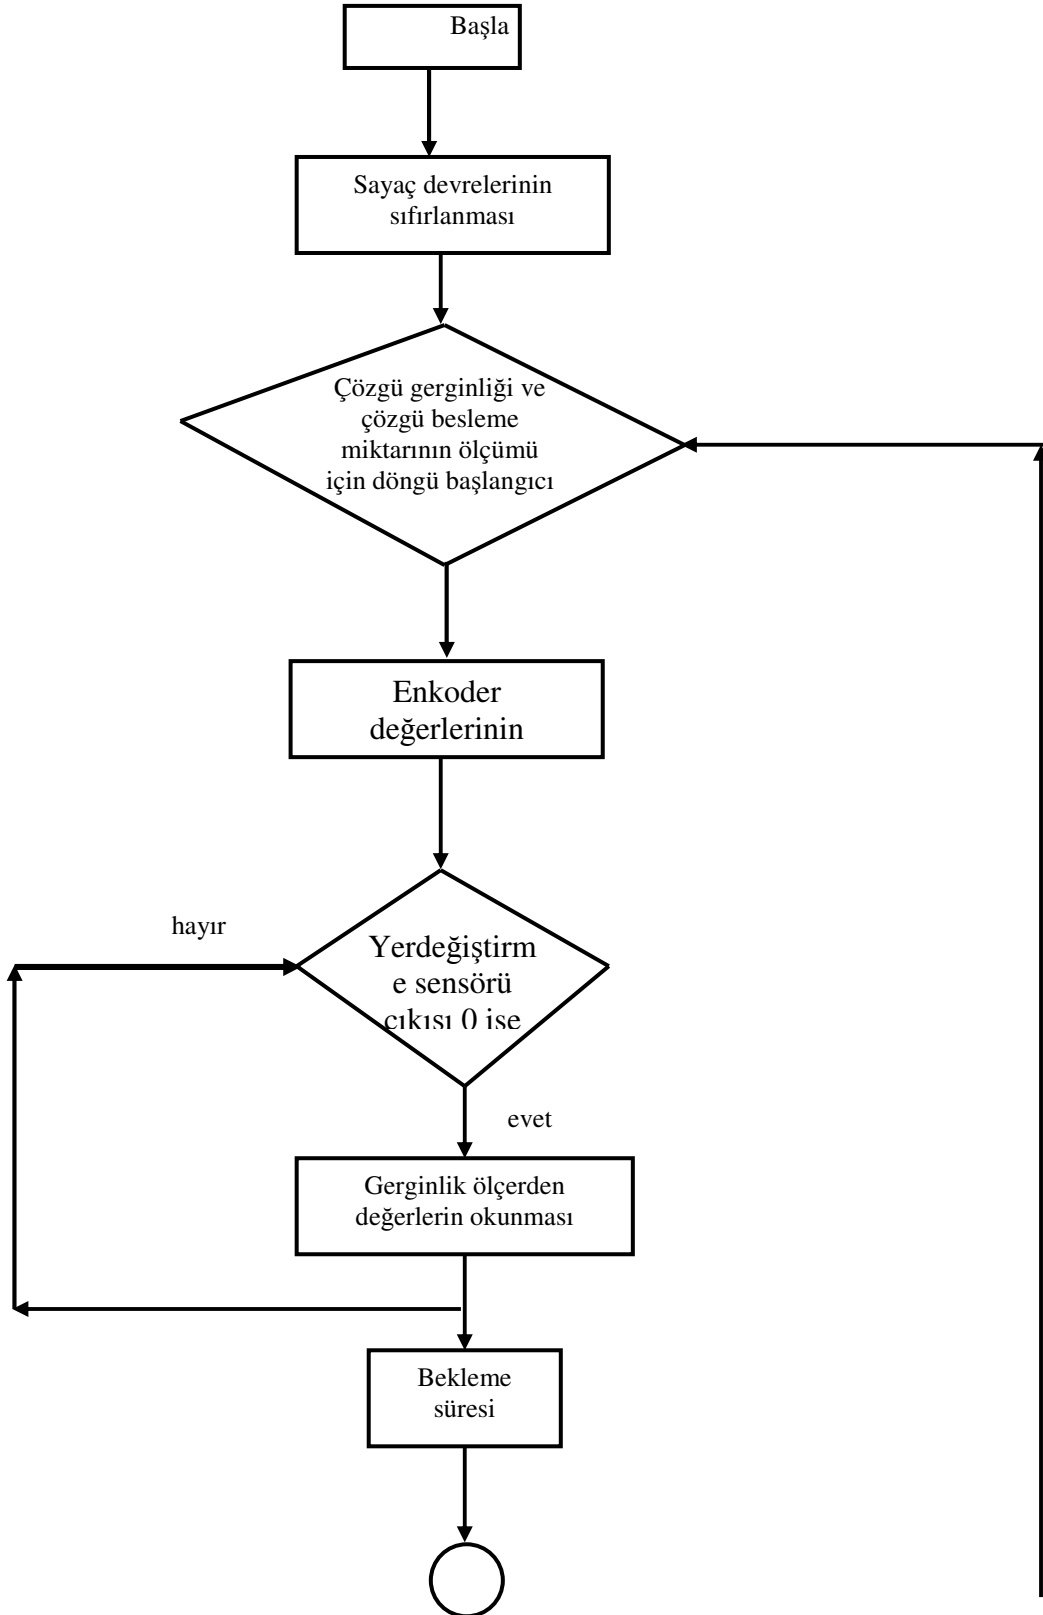 Başla
Sayaç devrelerinin
sıfırlanması
Çözgü gerginliği ve
çözgü besleme
miktarının ölçümü
için döngü başlangıcı
Enkoder
değerlerinin
hayır
Yerdeğiştirm
e sensörü
çıkışı 0 ise
evet
Gerginlik ölçerden
değerlerin okunması
Bekleme
süresi